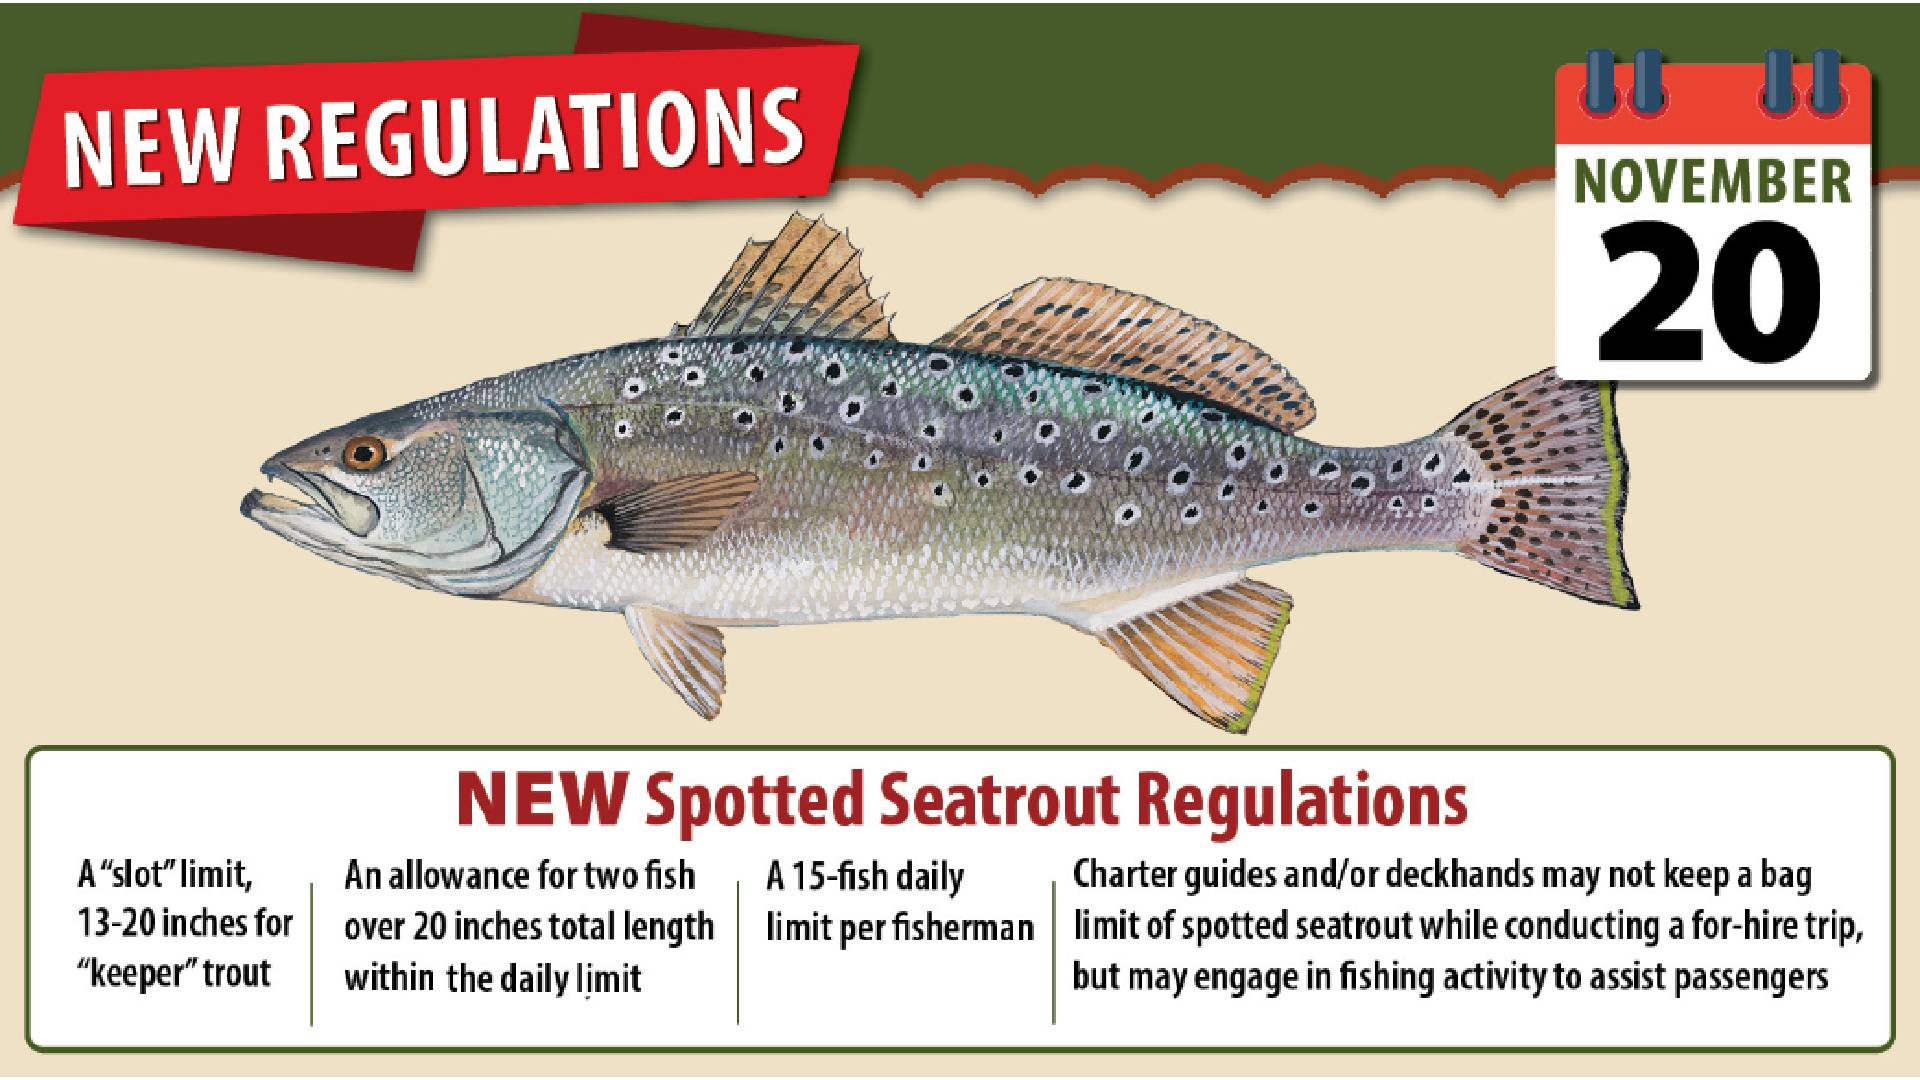 NEW REGULATIONS
NOVEMBER
20
NEW Spotted Seatrout Regulations
A “slot” limit,
13-20 inches for
“keeper” trout
An allowance for two fish
over 20 inches total length
within the daily limit
A 15-fish daily
limit per fisherman
Charter guides and/or deckhands may not keep a bag
limit of spotted seatrout while conducting a for-hire trip,
but may engage in fishing activity to assist passengers